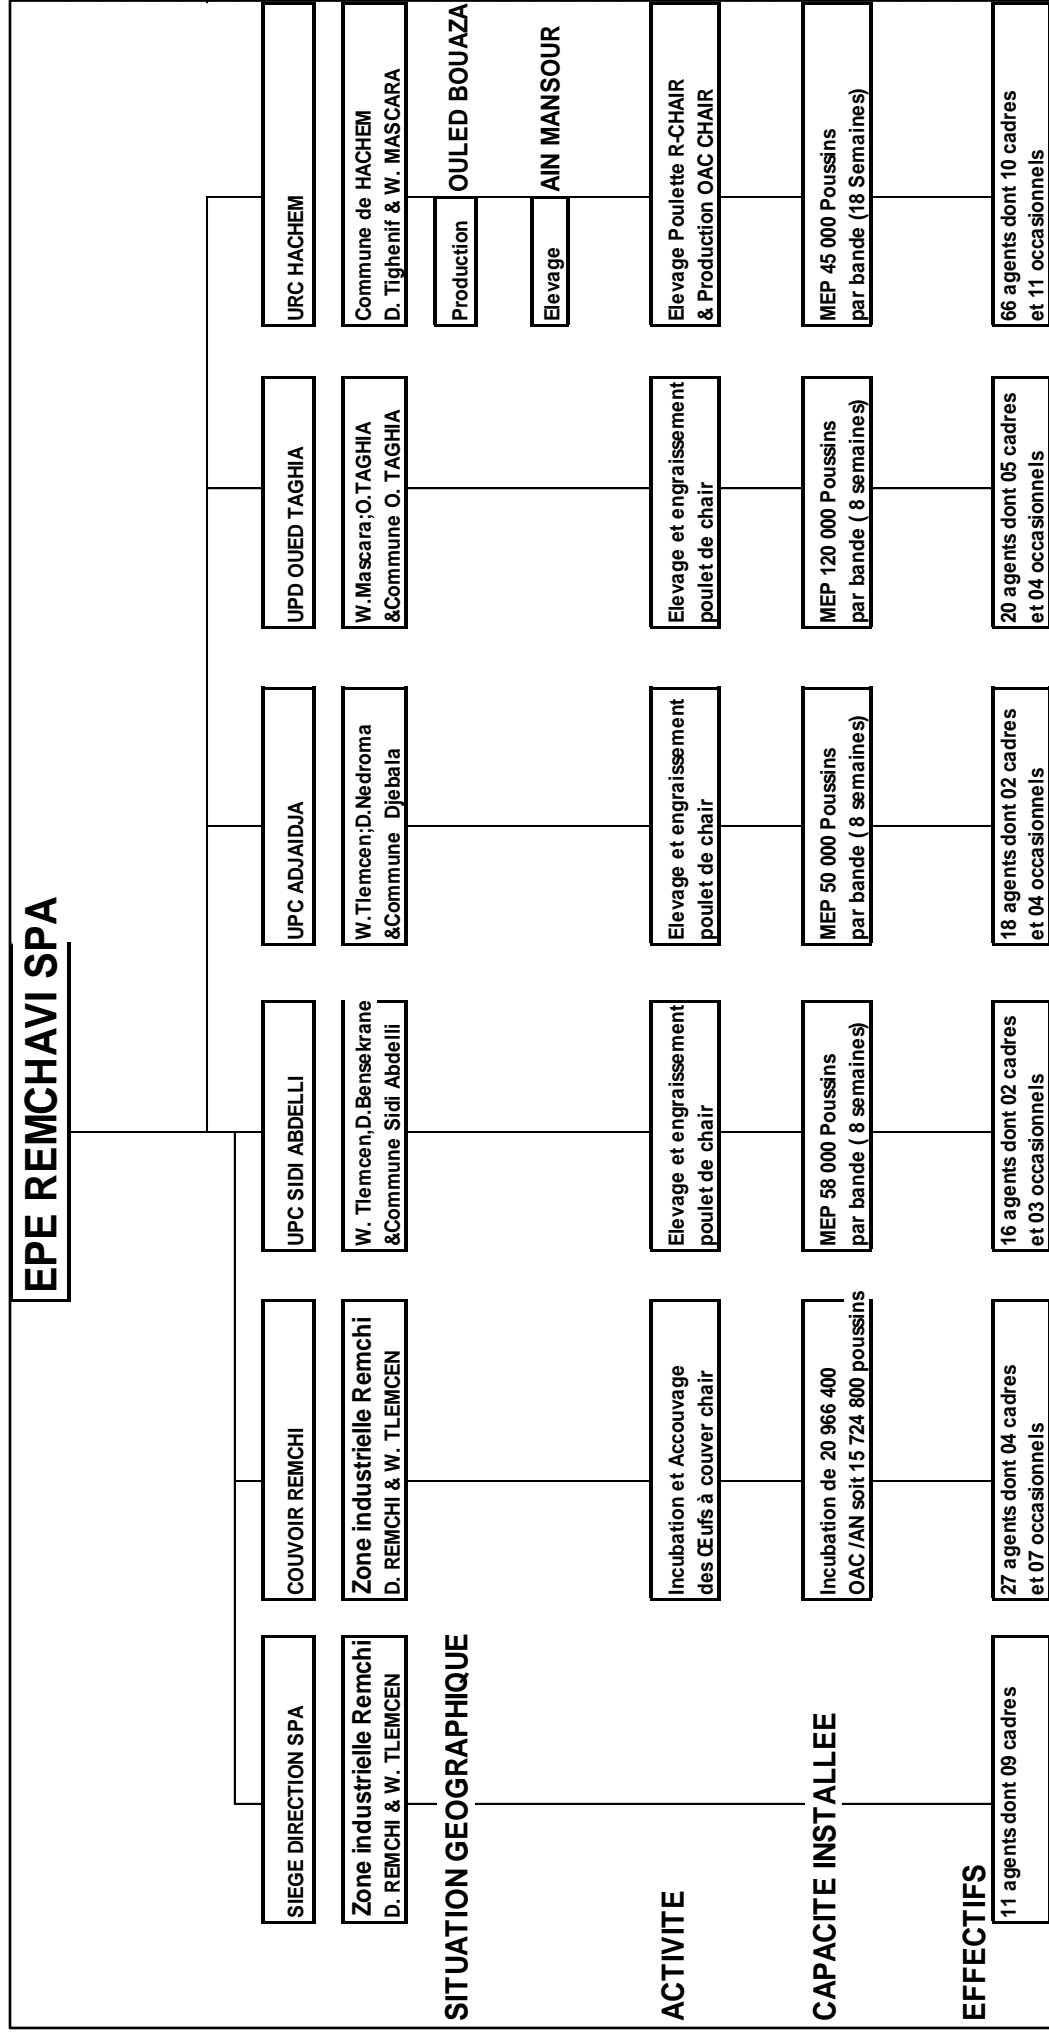 EPE REMCHAVI SPA
SIEGE DIRECTION SPA
COUVOIR REMCHI
UPC SIDI ABDELLI
UPC ADJAIDJA
UPD OUED TAGHIA
URC HACHEM
Zone industrielle Remchi
D. REMCHI & W. TLEMCEN
Zone industrielle Remchi
D. REMCHI & W. TLEMCEN
W. Tlemcen,D.Bensekrane
&Commune Sidi Abdelli
W.Tlemcen;D.Nedroma
&Commune Djebala
W.Mascara;O.TAGHIA
&Commune O. TAGHIA
Commune de HACHEM
D. Tighenif & W. MASCARA
SITUATION GEOGRAPHIQUE
Production OULED BOUAZA
Elevage AIN MANSOUR
ACTIVITE
Incubation et Accouvage
des Œufs à couver chair
Elevage et engraissement
poulet de chair
Elevage et engraissement
poulet de chair
Elevage et engraissement
poulet de chair
Elevage Poulette R-CHAIR
& Production OAC CHAIR
CAPACITE INSTALLEE
Incubation de 20 966 400
OAC /AN soit 15 724 800 poussins
MEP 58 000 Poussins
par bande ( 8 semaines)
MEP 50 000 Poussins
par bande ( 8 semaines)
MEP 120 000 Poussins
par bande ( 8 semaines)
MEP 45 000 Poussins
par bande (18 Semaines)
EFFECTIFS
11 agents dont 09 cadres
27 agents dont 04 cadres
et 07 occasionnels
16 agents dont 02 cadres
et 03 occasionnels
18 agents dont 02 cadres
et 04 occasionnels
20 agents dont 05 cadres
et 04 occasionnels
66 agents dont 10 cadres
et 11 occasionnels